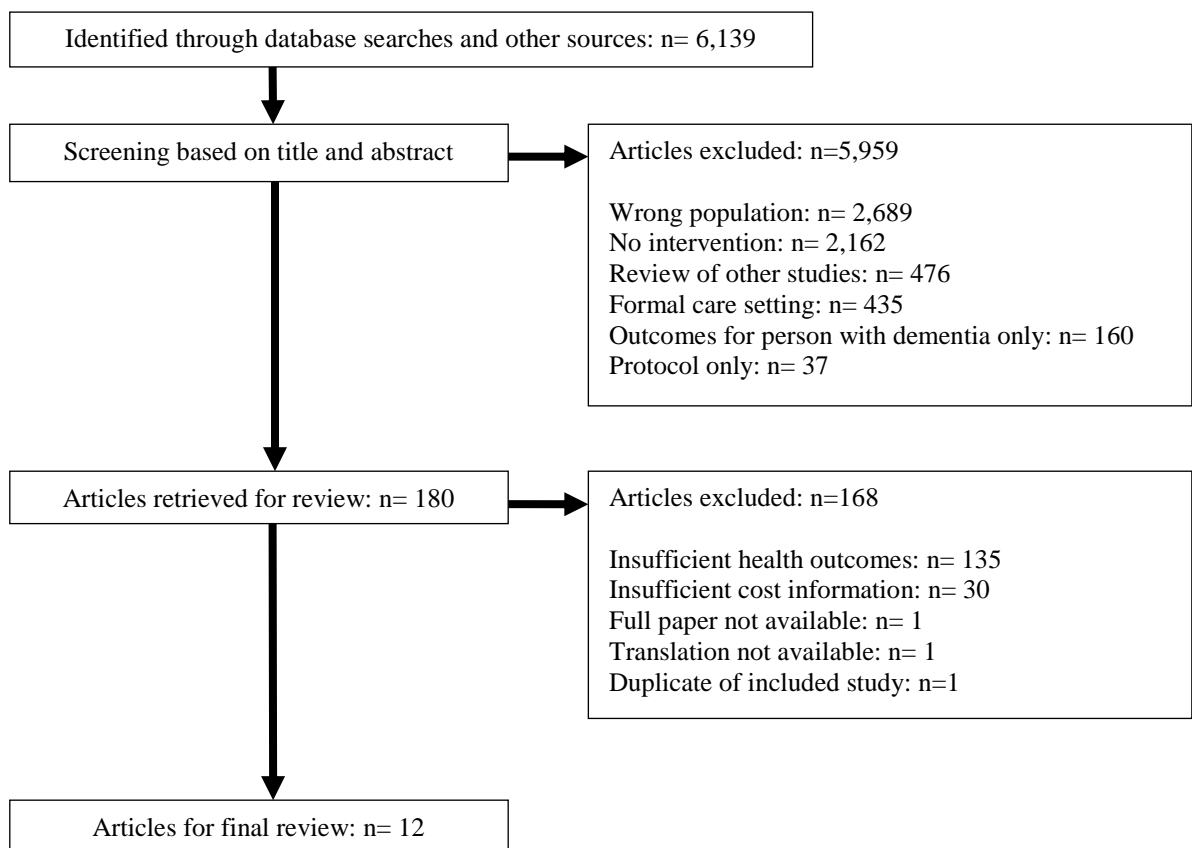 Identified through database searches and other sources: n= 6,139
Screening based on title and abstract
Articles excluded: n=5,959
Wrong population: n= 2,689
No intervention: n= 2,162
Review of other studies: n= 476
Formal care setting: n= 435
Outcomes for person with dementia only: n= 160
Protocol only: n= 37
Articles retrieved for review: n= 180
Articles excluded: n=168
Insufficient health outcomes: n= 135
Insufficient cost information: n= 30
Full paper not available: n= 1
Translation not available: n= 1
Duplicate of included study: n=1
Articles for final review: n= 12